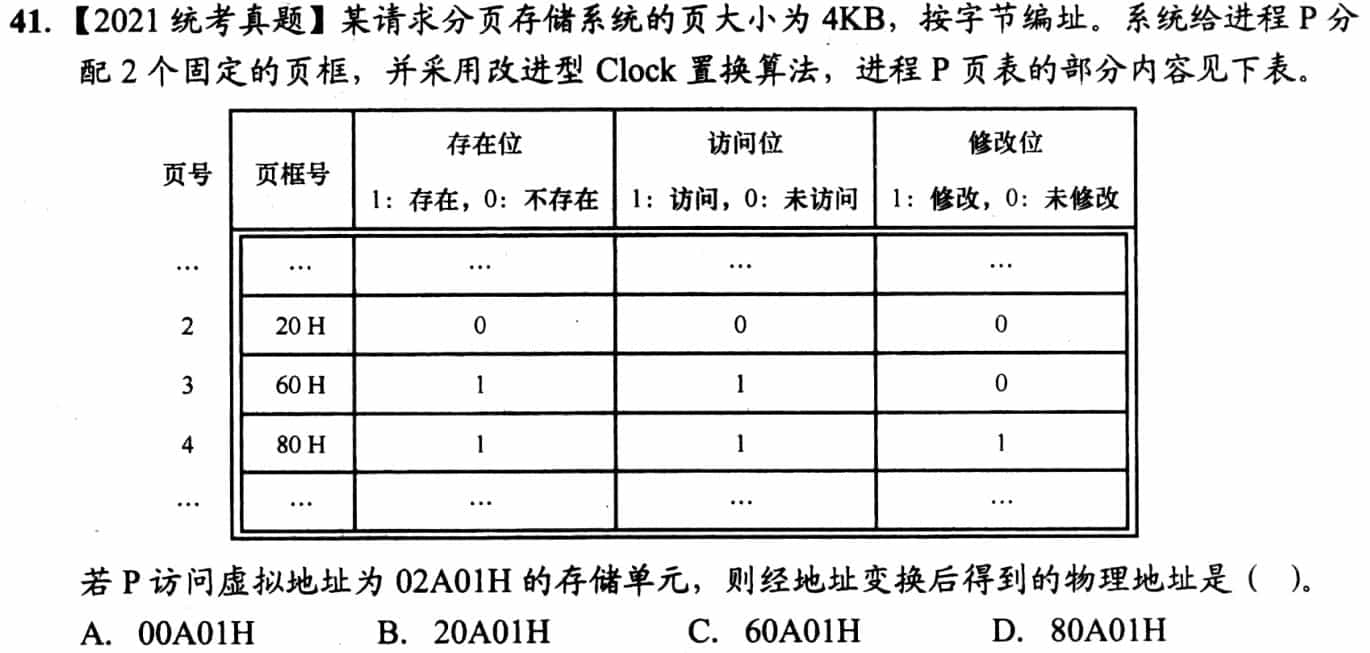 41.【2021 统考真题】某请求分页存储系统的页大小为 4KB，按字节编址。系统给进程 P 分
配 2 个固定的页框，并采用改进型 Clock 置换算法，进程 P 页表的部分内容见下表。
页号 页框号 存在位 访问位 修改位
1：存在，0：不存在 1：访问，0：未访问 1：修改，0：未修改
… … … … …
2 20 H 0 0 0
3 60 H 1 1 0
4 80 H 1 1 1
… … … … …
若 P 访问虚拟地址为 02A01H 的存储单元，则经地址变换后得到的物理地址是（ ）。
A. 00A01H B. 20A01H C. 60A01H D. 80A01H